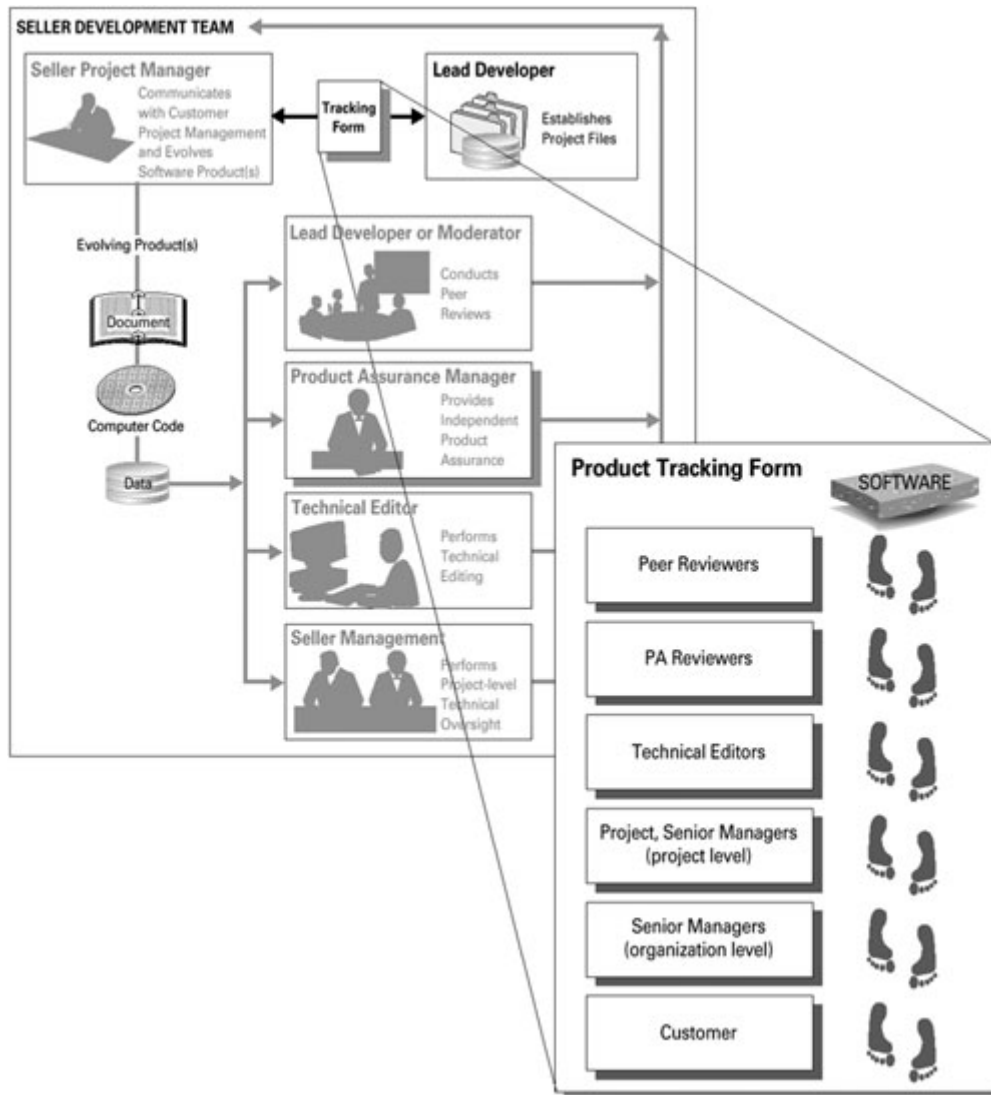 SELLER DEVELOPMENT TEAM
Seller Project Manager
Communicates
with Customer
Project Management
and Evolves
Software Product(s)
Tracking
Form
Lead Developer
Establishes
Project Files
Evolving Product(s)
Document
Computer Code
Data
Lead Developer or Moderator
Conducts
Peer
Reviews
Product Assurance Manager
Provides
Independent
Product
Assurance
Technical Editor
Performs
Technical
Editing
Seller Management
Performs
Project-level
Technical
Oversight
Product Tracking Form
SOFTWARE
Peer Reviewers
PA Reviewers
Technical Editors
Project, Senior Managers
(project level)
Senior Managers
(organization level)
Customer